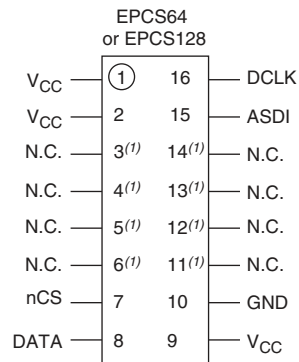 EPCS64
or EPCS128
VCC 1 16 DCLK
VCC 2 15 ASDI
N.C. 3(1) 14(1) N.C.
N.C. 4(1) 13(1) N.C.
N.C. 5(1) 12(1) N.C.
N.C. 6(1) 11(1) N.C.
nCS 7 10 GND
DATA 8 9 VCC